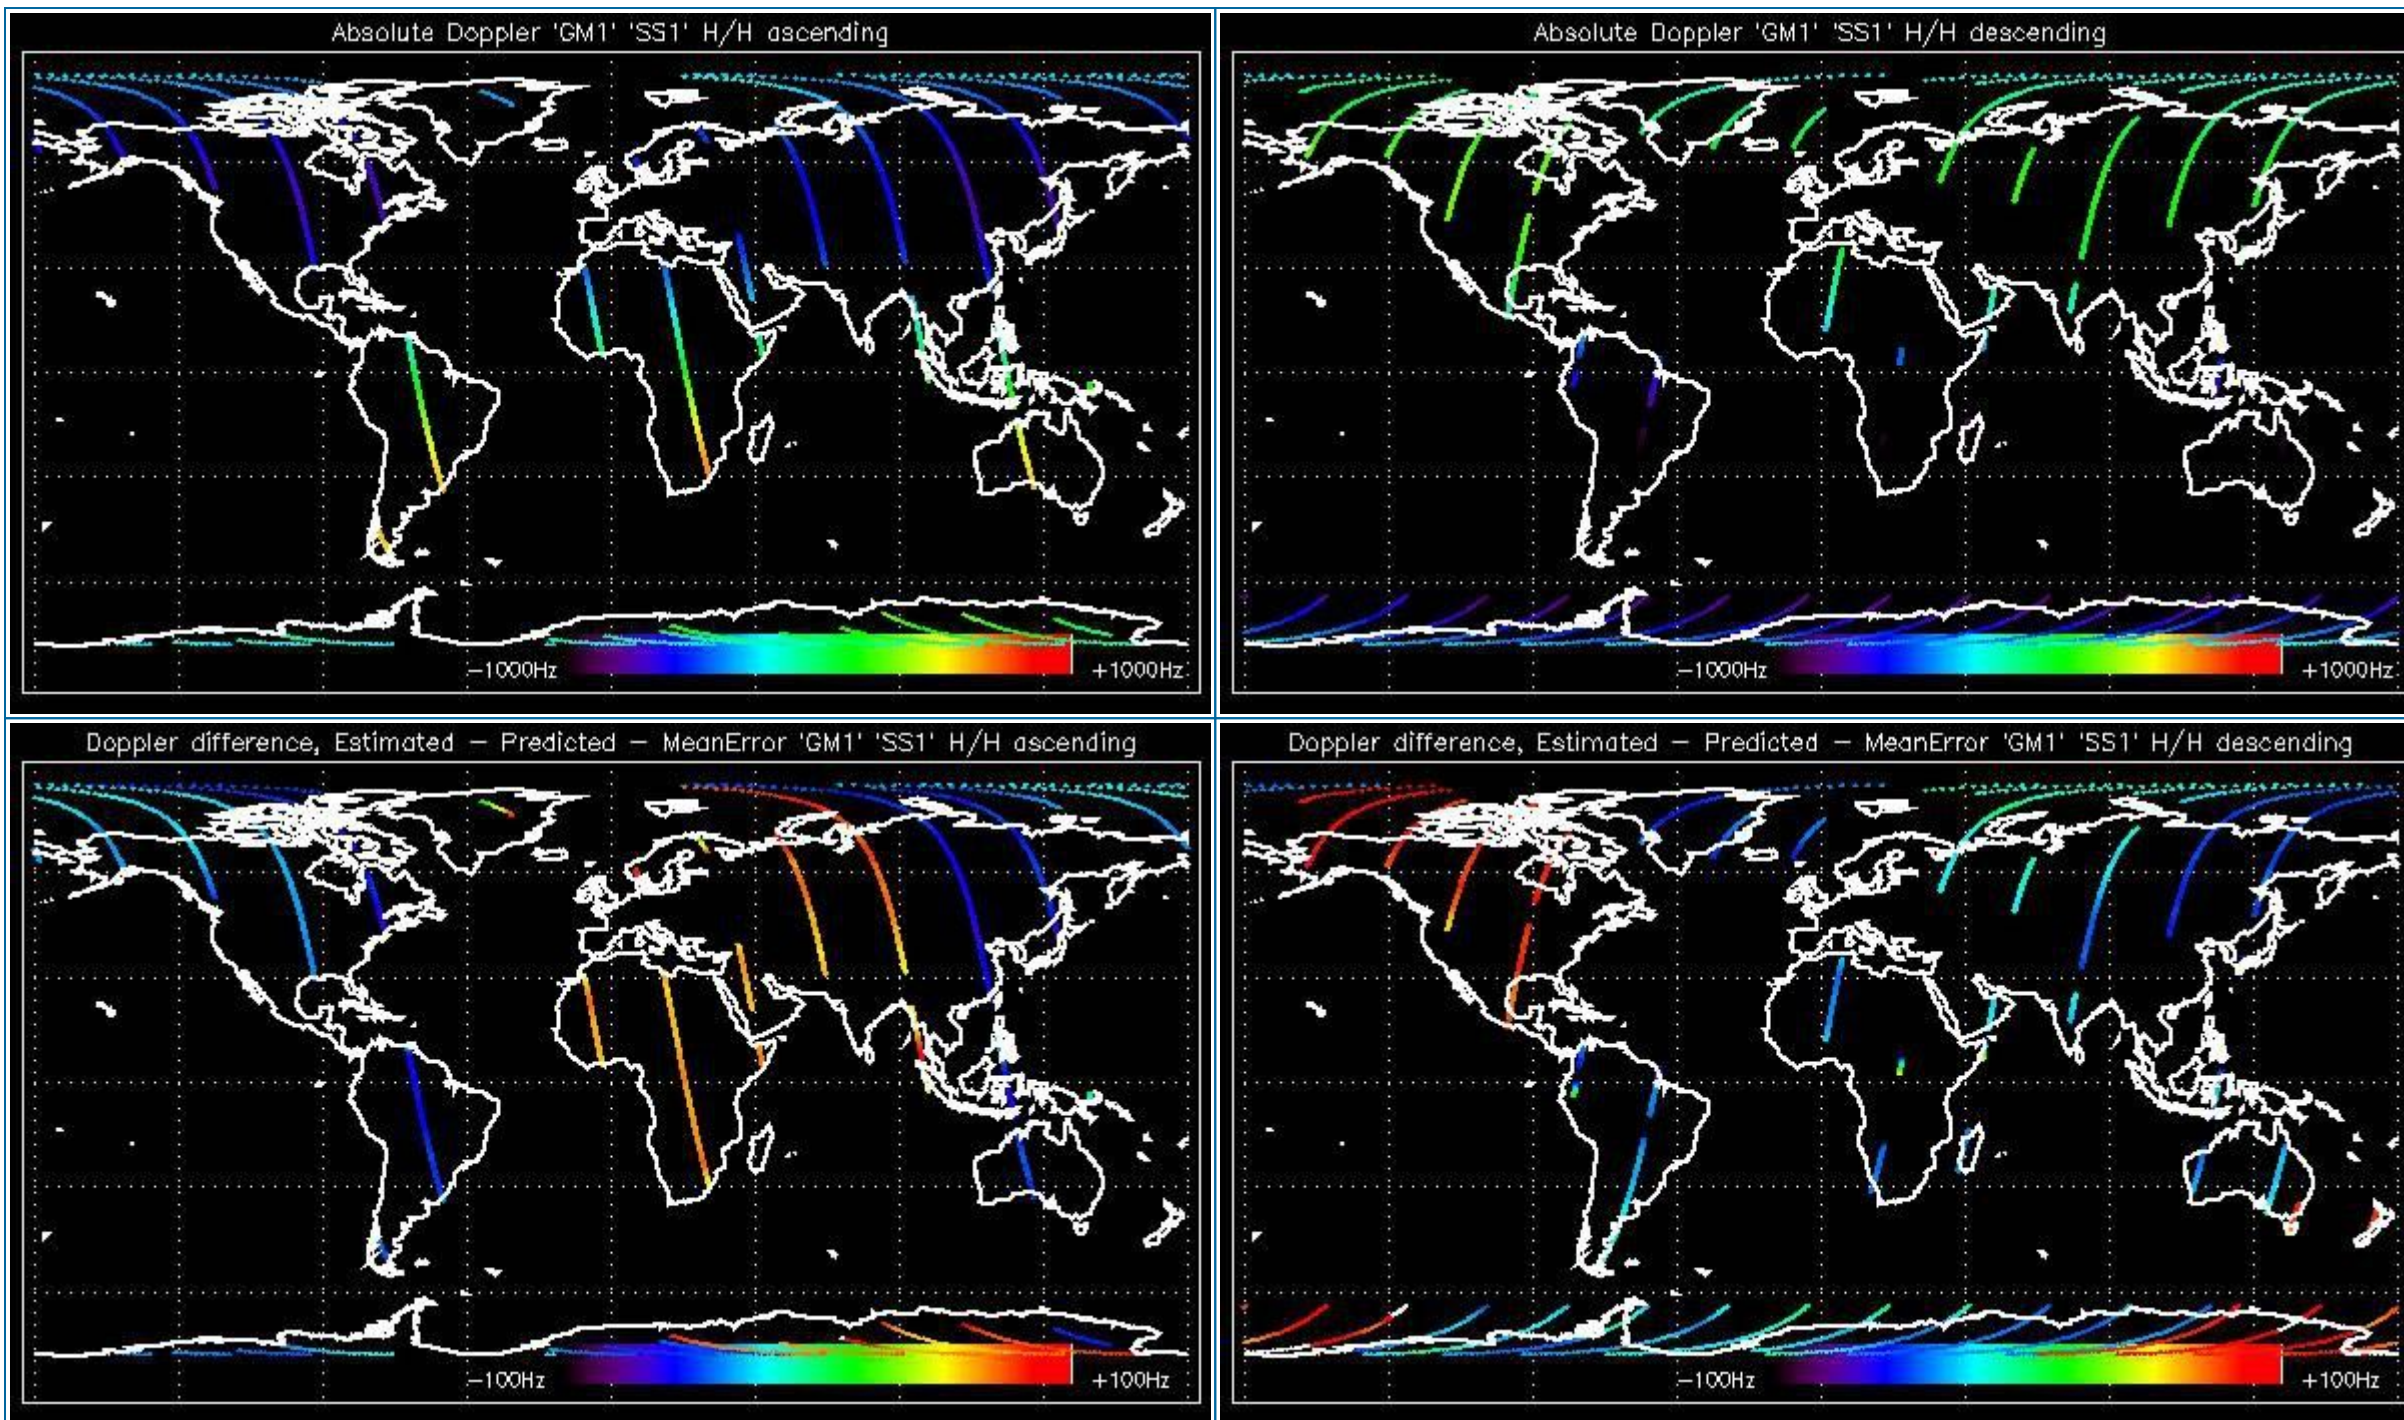 Absolute Doppler 'GM1' 'SS1' H/H ascending
-1000Hz
+1000Hz
Absolute Doppler 'GM1' 'SS1' H/H descending
-1000Hz
+1000Hz
Doppler difference, Estimated - Predicted - MeanError 'GM1' 'SS1' H/H ascending
-100Hz
+100Hz
Doppler difference, Estimated - Predicted - MeanError 'GM1' 'SS1' H/H descending
-100Hz
+100Hz